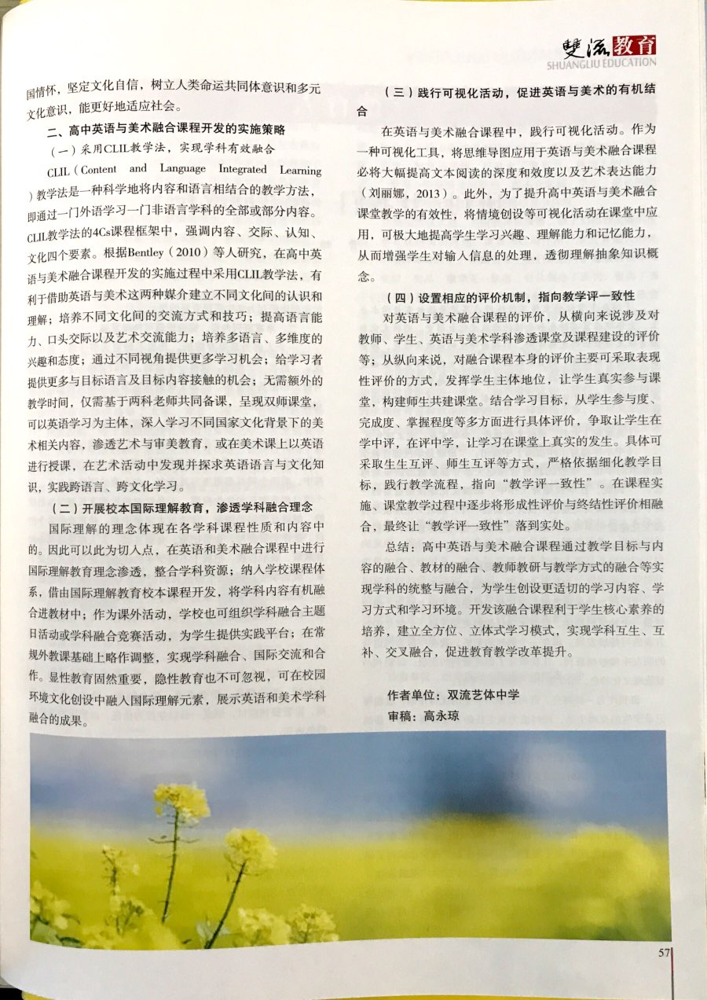 雙流教育
SHUANGLIU EDUCATION
国情怀，坚定文化自信，树立人类命运共同体意识和多元
文化意识，能更好地适应社会。
二、高中英语与美术融合课程开发的实施策略
（一）采用CLIL教学法，实现学科有效融合
CLIL（Content and Language Integrated Learning
）教学法是一种科学地将内容和语言相结合的教学方法，
即通过一门外语学习一门非语言学科的全部或部分内容。
CLIL教学法的4Cs课程框架中，强调内容、交际、认知、
文化四个要素。根据Bentley（2010）等人研究，在高中英
语与美术融合课程开发的实施过程中采用CLIL教学法，有
利于借助英语与美术这两种媒介建立不同文化间的认识和
理解；培养不同文化间的交流方式和技巧；提高语言能
力、口头交际以及艺术交流能力；培养多语言、多维度的
兴趣和态度；通过不同视角提供更多学习机会；给学习者
提供更多与目标语言及目标内容接触的机会；无需额外的
教学时间，仅需基于两科老师共同备课，呈现双师课堂，
可以英语学习为主体，深入学习不同国家文化背景下的美
术相关内容，渗透艺术与审美教育，或在美术课上以英语
进行授课，在艺术活动中发现并探求英语语言与文化知
识，实践跨语言、跨文化学习。
（二）开展校本国际理解教育，渗透学科融合理念
国际理解的理念体现在各学科课程性质和内容中
的。因此可以此为切入点，在英语和美术融合课程中进行
国际理解教育理念渗透，整合学科资源；纳入学校课程体
系，借由国际理解教育校本课程开发，将学科内容有机融
合进教材中；作为课外活动，学校也可组织学科融合主题
日活动或学科融合竞赛活动，为学生提供实践平台；在常
规外教课基础上略作调整，实现学科融合、国际交流和合
作。显性教育固然重要，隐性教育也不可忽视，可在校园
环境文化创设中融入国际理解元素，展示英语和美术学科
融合的成果。
（三）践行可视化活动，促进英语与美术的有机结
合
在英语与美术融合课程中，践行可视化活动。作为
一种可视化工具，将思维导图应用于英语与美术融合课程
必将大幅提高文本阅读的深度和效度以及艺术表达能力
（刘丽娜，2013）。此外，为了提升高中英语与美术融合
课堂教学的有效性，将情境创设等可视化活动在课堂中应
用，可极大地提高学生学习兴趣、理解能力和记忆能力，
从而增强学生对输入信息的处理，透彻理解抽象知识概
念。
（四）设置相应的评价机制，指向教学评一致性
对英语与美术融合课程的评价，从横向来说涉及对
教师、学生、英语与美术学科渗透课堂及课程建设的评价
等；从纵向来说，对融合课程本身的评价主要可采取表现
性评价的方式，发挥学生主体地位，让学生真实参与课
堂，构建师生共建课堂。结合学习目标，从学生参与度、
完成度、掌握程度等多方面进行具体评价，争取让学生在
学中评，在评中学，让学习在课堂上真实的发生。具体可
采取生生互评、师生互评等方式，严格依据细化教学目
标，践行教学流程，指向“教学评一致性”。在课程实
施、课堂教学过程中逐步将形成性评价与终结性评价相融
合，最终让“教学评一致性”落到实处。
总结：高中英语与美术融合课程通过教学目标与内
容的融合、教材的融合、教师教研与教学方式的融合等实
现学科的统整与融合，为学生创设更适切的学习内容、学
习方式和学习环境。开发该融合课程利于学生核心素养的
培养，建立全方位、立体式学习模式，实现学科互生、互
补、交叉融合，促进教育教学改革提升。
作者单位：双流艺体中学
审稿：高永琼
57